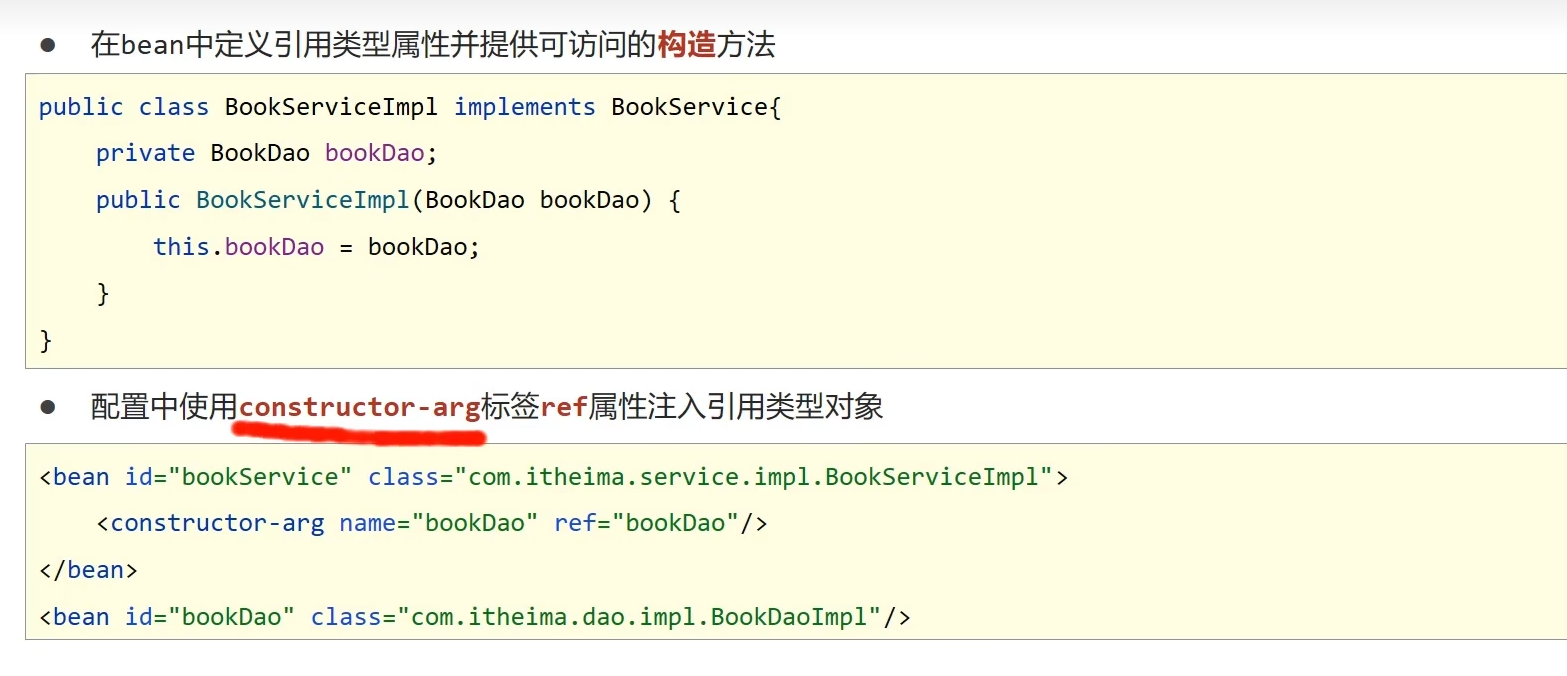 ● 在bean中定义引用类型属性并提供可访问的构造方法
public class BookServiceImpl implements BookService{
    private BookDao bookDao;
    public BookServiceImpl(BookDao bookDao) {
        this.bookDao = bookDao;
    }
}
● 配置中使用constructor-arg标签ref属性注入引用类型对象
<bean id="bookService" class="com.itheima.service.impl.BookServiceImpl">
    <constructor-arg name="bookDao" ref="bookDao"/>
</bean>
<bean id="bookDao" class="com.itheima.dao.impl.BookDaoImpl"/>